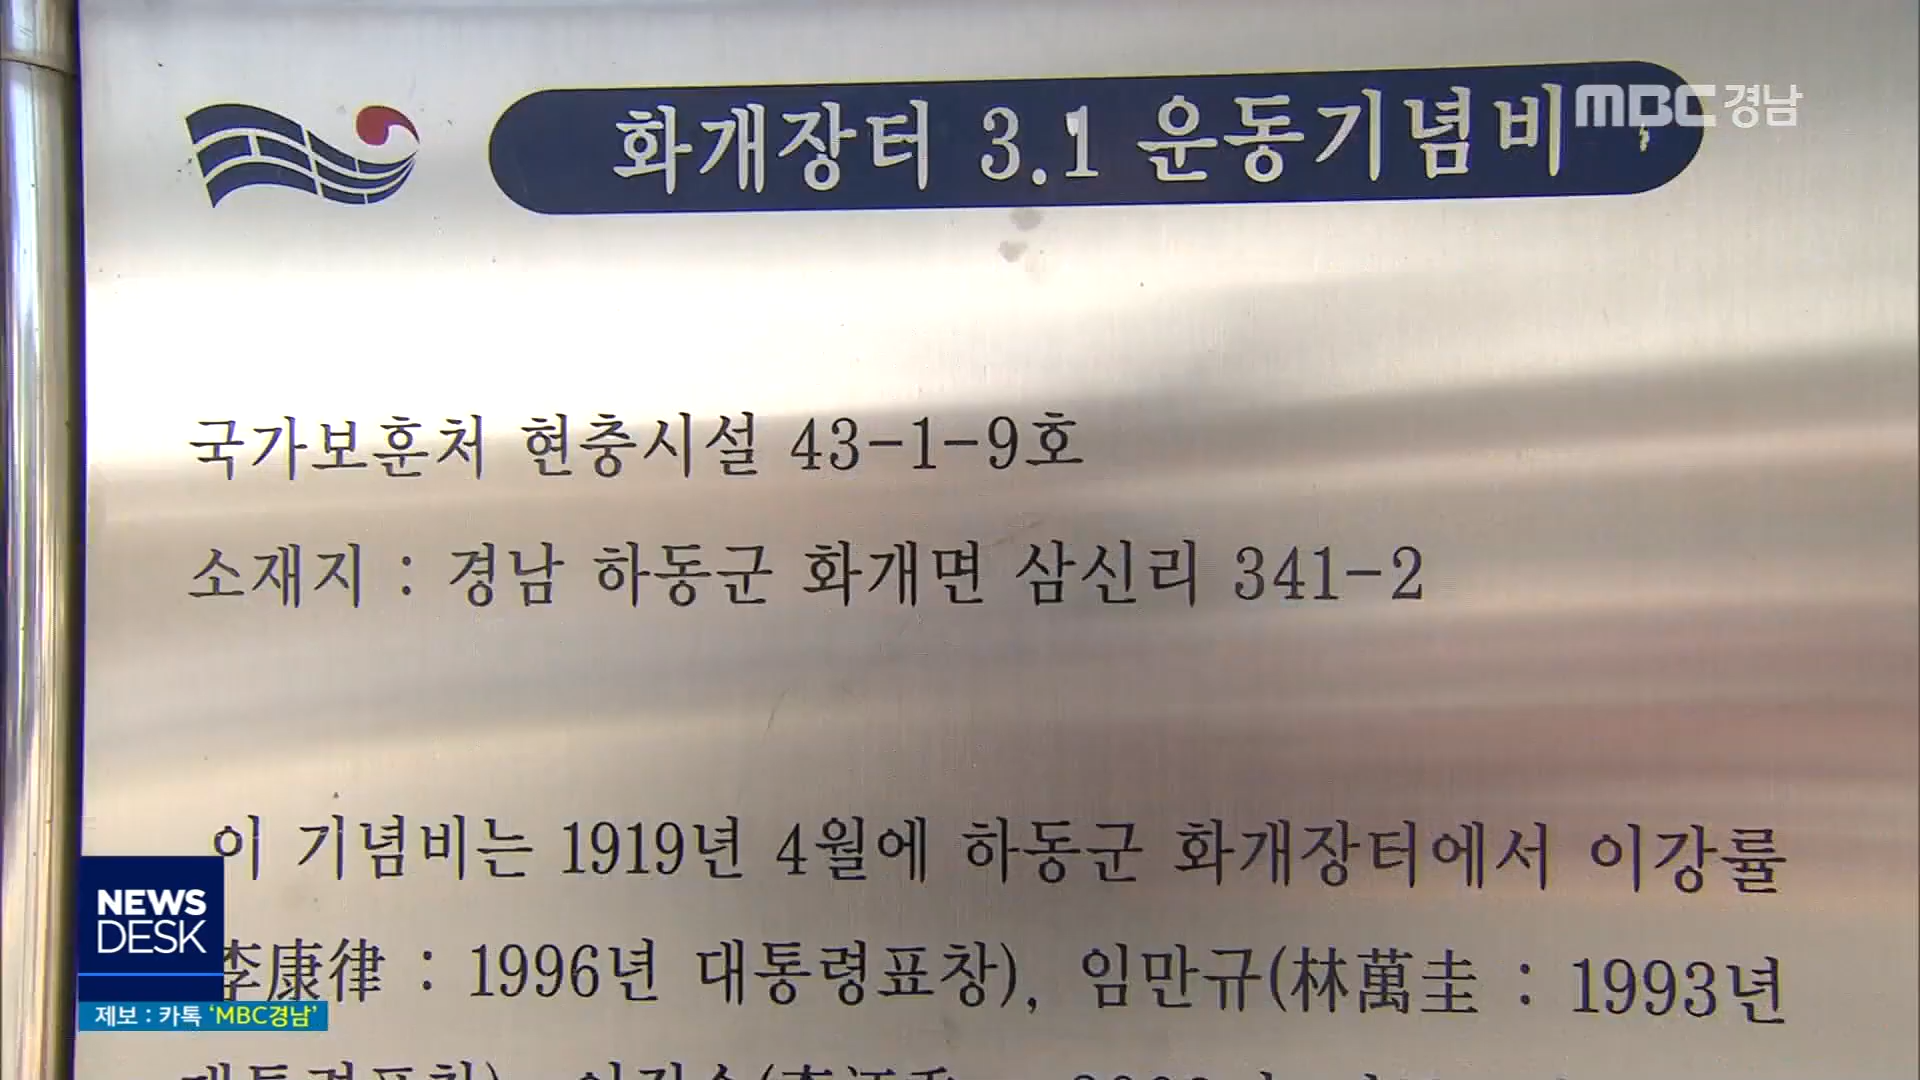 화개장터 3.1 운동기념비
MBC경남
국가보훈처 현충시설 43-1-9호
소재지 : 경남 하동군 화개면 삼신리 341-2
이 기념비는 1919년 4월에 하동군 화개장터에서 이강률
李康律 : 1996년 대통령표창), 임만규(林萬圭 : 1993년
NEWS
DESK
제보 : 카톡 'MBC경남'